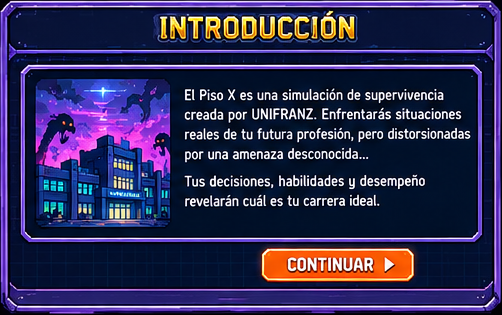 INTRODUCCIÓN
El Piso X es una simulación de supervivencia
creada por UNIFRANZ. Enfrentarás situaciones
reales de tu futura profesión, pero distorsionadas
por una amenaza desconocida...
Tus decisiones, habilidades y desempeño
revelarán cuál es tu carrera ideal.
CONTINUAR